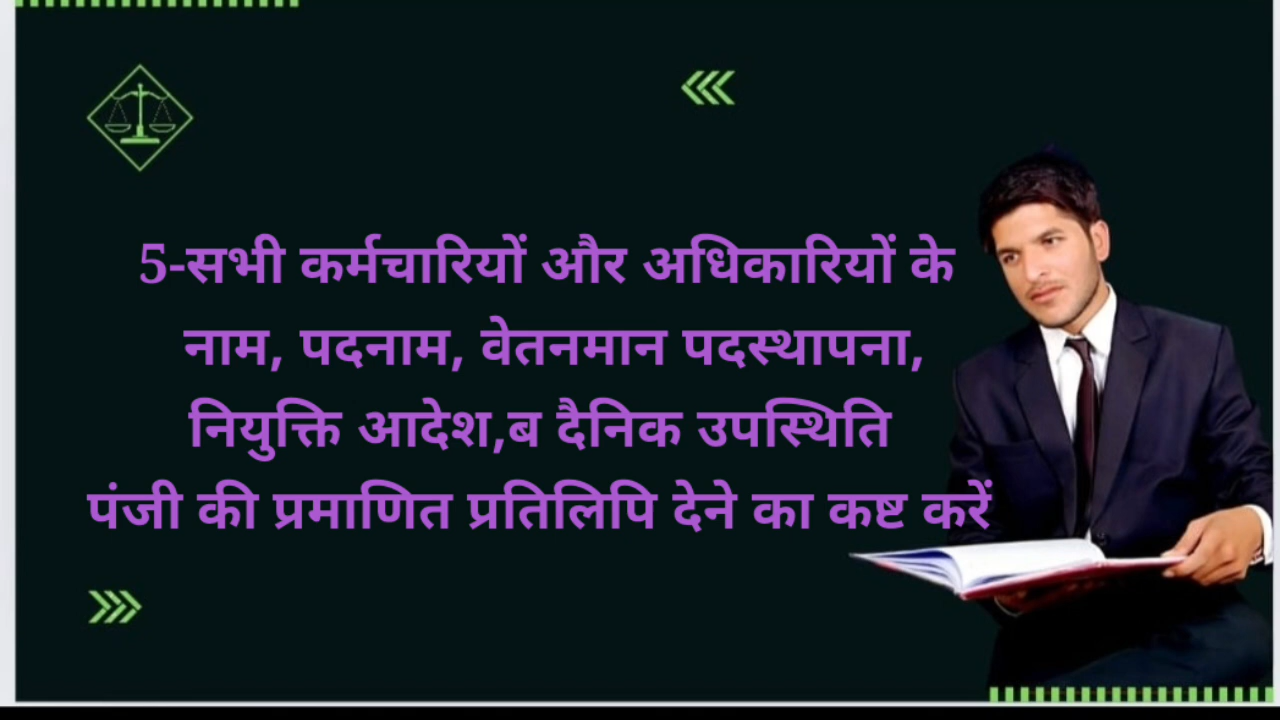 5-सभी कर्मचारियों और अधिकारियों के
नाम, पदनाम, वेतनमान पदस्थापना,
नियुक्ति आदेश,ब दैनिक उपस्थिति
पंजी की प्रमाणित प्रतिलिपि देने का कष्ट करें